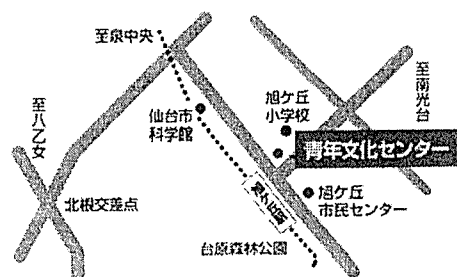 至泉中央
至八乙女
仙台市
科学館
旭ケ丘
小学校
至南光台
青年文化センター
北根交差点
旭ケ丘
市民センター
台原森林公園